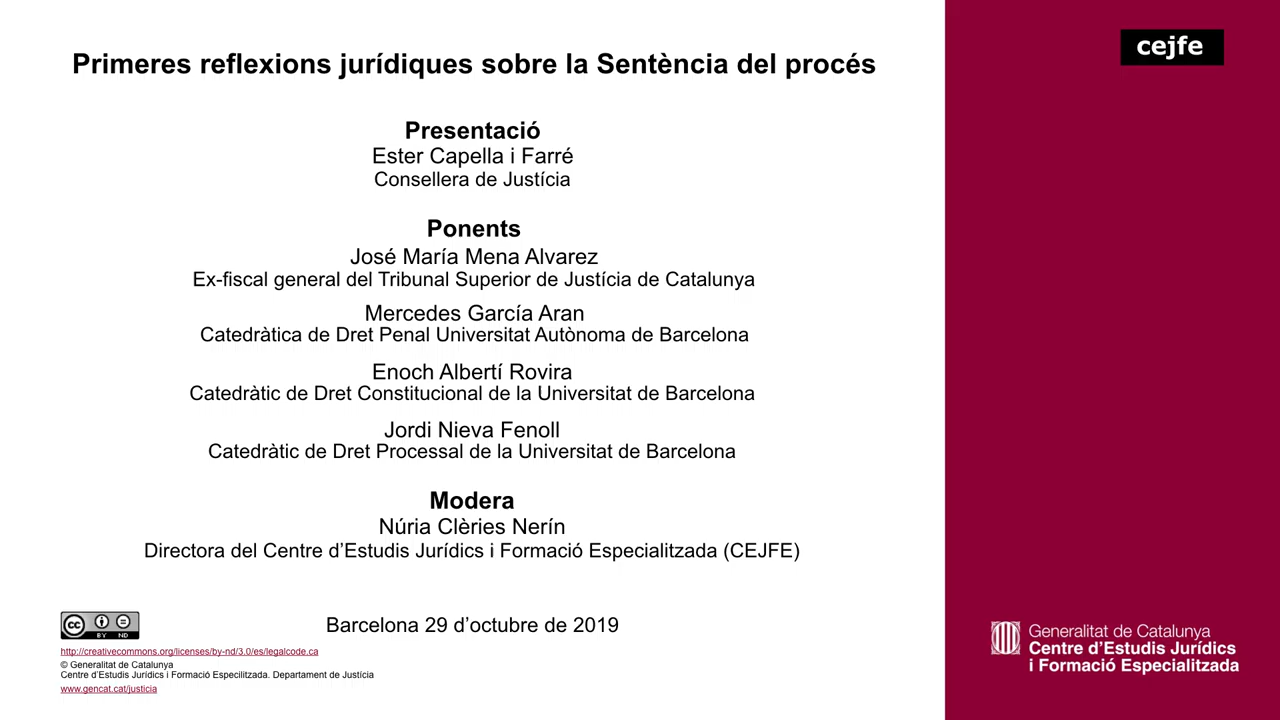 Primeres reflexions jurídiques sobre la Sentència del procés
cejfe
Presentació
Ester Capella i Farré
Consellera de Justícia
Ponents
José María Mena Alvarez
Ex-fiscal general del Tribunal Superior de Justícia de Catalunya
Mercedes García Aran
Catedràtica de Dret Penal Universitat Autònoma de Barcelona
Enoch Albertí Rovira
Catedràtic de Dret Constitucional de la Universitat de Barcelona
Jordi Nieva Fenoll
Catedràtic de Dret Processal de la Universitat de Barcelona
Modera
Núria Clèries Nerín
Directora del Centre d’Estudis Jurídics i Formació Especialitzada (CEJFE)
Barcelona 29 d’octubre de 2019
cc BY ND
http://creativecommons.org/licenses/by-nd/3.0/es/legalcode.ca
© Generalitat de Catalunya
Centre d’Estudis Jurídics i Formació Especilitzada. Departament de Justícia
www.gencat.cat/justicia
Generalitat de Catalunya
Centre d’Estudis Jurídics
i Formació Especialitzada